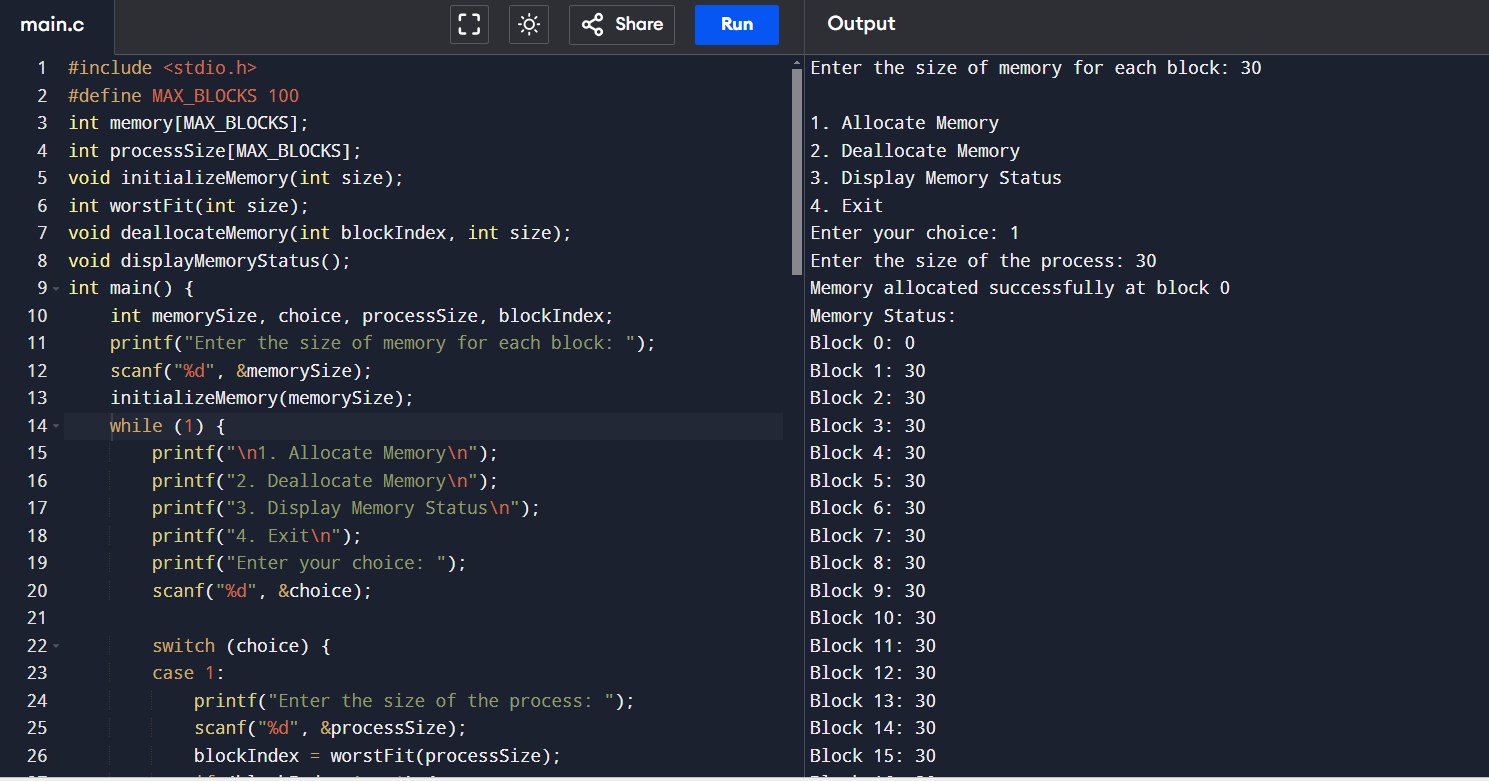 main.c
Share
Run
Output
1 #include <stdio.h>
2 #define MAX_BLOCKS 100
3 int memory[MAX_BLOCKS];
4 int processSize[MAX_BLOCKS];
5 void initializeMemory(int size);
6 int worstFit(int size);
7 void deallocateMemory(int blockIndex, int size);
8 void displayMemoryStatus();
9 int main() {
10 int memorySize, choice, processSize, blockIndex;
11 printf("Enter the size of memory for each block: ");
12 scanf("%d", &memorySize);
13 initializeMemory(memorySize);
14 while (1) {
15 printf("\n1. Allocate Memory\n");
16 printf("2. Deallocate Memory\n");
17 printf("3. Display Memory Status\n");
18 printf("4. Exit\n");
19 printf("Enter your choice: ");
20 scanf("%d", &choice);
21
22 switch (choice) {
23 case 1:
24 printf("Enter the size of the process: ");
25 scanf("%d", &processSize);
26 blockIndex = worstFit(processSize);
Enter the size of memory for each block: 30
1. Allocate Memory
2. Deallocate Memory
3. Display Memory Status
4. Exit
Enter your choice: 1
Enter the size of the process: 30
Memory allocated successfully at block 0
Memory Status:
Block 0: 0
Block 1: 30
Block 2: 30
Block 3: 30
Block 4: 30
Block 5: 30
Block 6: 30
Block 7: 30
Block 8: 30
Block 9: 30
Block 10: 30
Block 11: 30
Block 12: 30
Block 13: 30
Block 14: 30
Block 15: 30